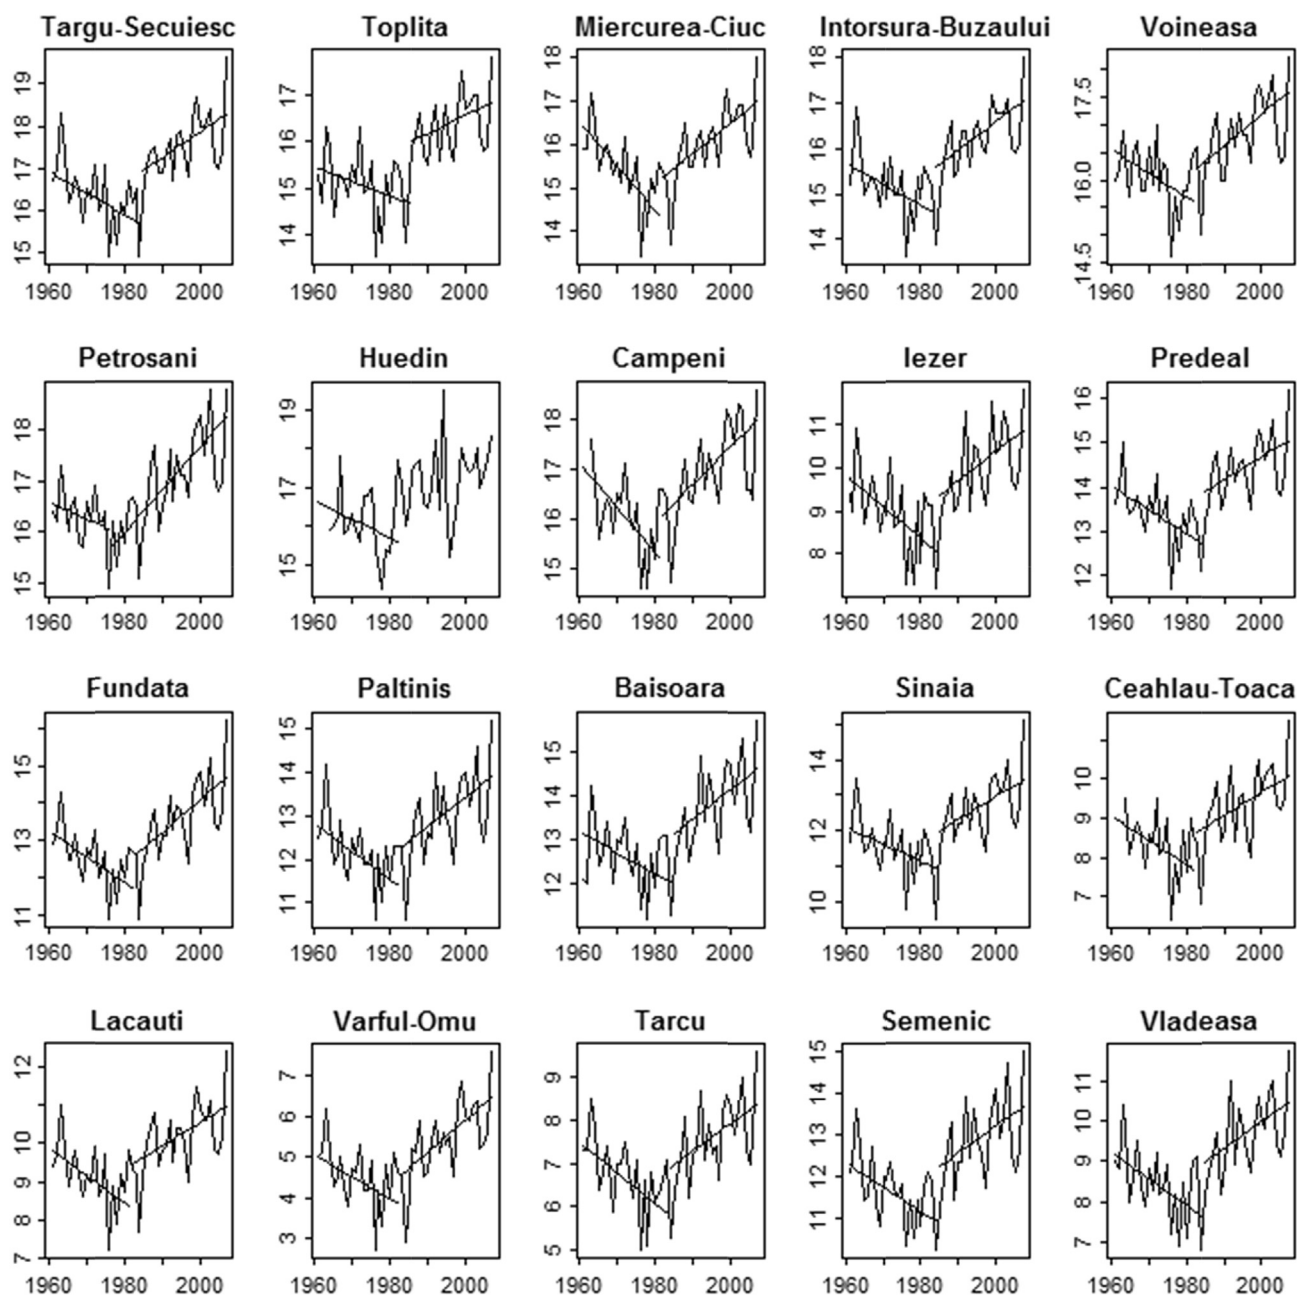 Targu-Secuiesc
15 16 17 18 19
1960 1980 2000
Toplita
14 15 16 17
1960 1980 2000
Miercurea-Ciuc
14 15 16 17 18
1960 1980 2000
Intorsura-Buzaului
14 15 16 17 18
1960 1980 2000
Voineasa
14.5 16.0 17.5
1960 1980 2000
Petrosani
15 16 17 18
1960 1980 2000
Huedin
15 17 19
1960 1980 2000
Campeni
15 16 17 18
1960 1980 2000
Iezer
8 9 10 11
1960 1980 2000
Predeal
12 13 14 15 16
1960 1980 2000
Fundata
11 13 15
1960 1980 2000
Paltinis
11 12 13 14 15
1960 1980 2000
Baisoara
12 13 14 15
1960 1980 2000
Sinaia
10 12 14
1960 1980 2000
Ceahlau-Toaca
7 8 9 10
1960 1980 2000
Lacauti
7 8 9 10 12
1960 1980 2000
Varful-Omu
3 4 5 6 7
1960 1980 2000
Tarcu
5 6 7 8 9
1960 1980 2000
Semenic
11 12 13 14 15
1960 1980 2000
Vladeasa
7 8 9 10 11
1960 1980 2000